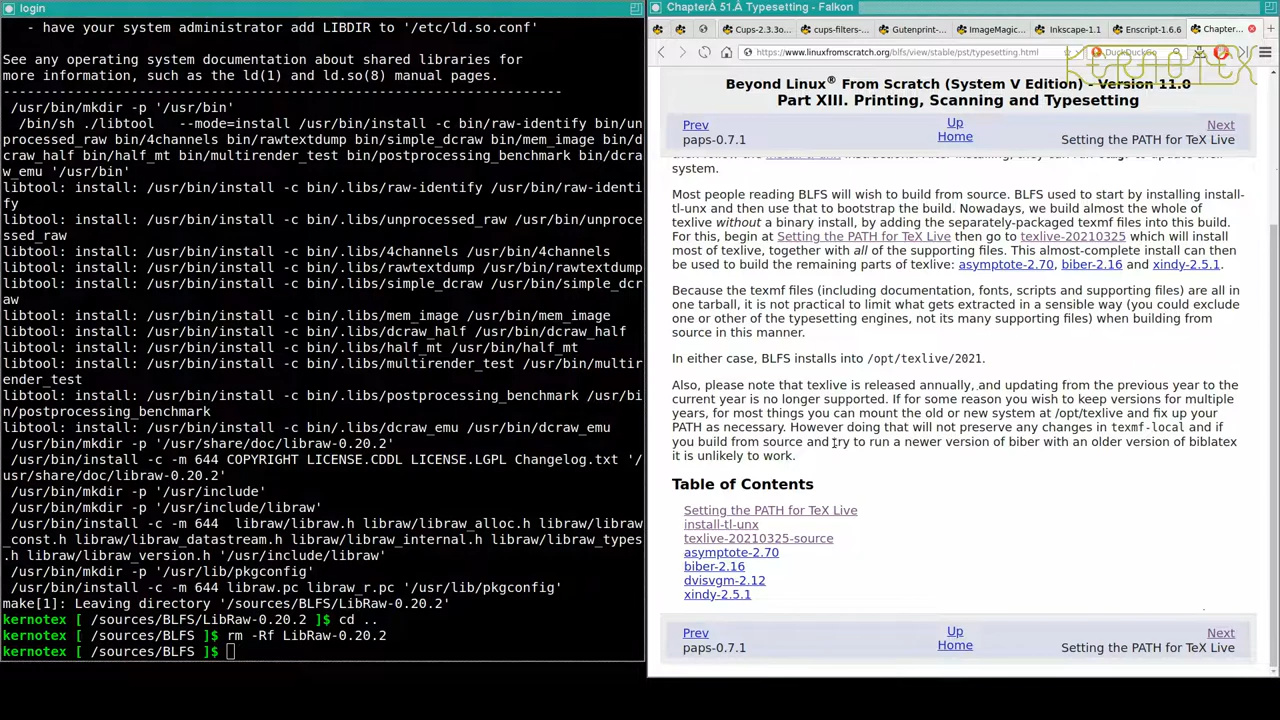 login
- have your system administrator add LIBDIR to '/etc/ld.so.conf'
See any operating system documentation about shared libraries for
more information, such as the ld(1) and ld.so(8) manual pages.
----------------------------------------------------------------------
/usr/bin/mkdir -p '/usr/bin'
/bin/sh ./libtool   --mode=install /usr/bin/install -c bin/raw-identify bin/un
processed_raw bin/4channels bin/rawtextdump bin/simple_dcraw bin/mem_image bin/d
craw_half bin/half_mt bin/multirender_test bin/postprocessing_benchmark bin/dcra
w_emu '/usr/bin'
libtool: install: /usr/bin/install -c bin/.libs/raw-identify /usr/bin/raw-identi
fy
libtool: install: /usr/bin/install -c bin/.libs/unprocessed_raw /usr/bin/unproce
ssed_raw
libtool: install: /usr/bin/install -c bin/.libs/4channels /usr/bin/4channels
libtool: install: /usr/bin/install -c bin/.libs/rawtextdump /usr/bin/rawtextdump
libtool: install: /usr/bin/install -c bin/.libs/simple_dcraw /usr/bin/simple_dcr
aw
libtool: install: /usr/bin/install -c bin/.libs/mem_image /usr/bin/mem_image
libtool: install: /usr/bin/install -c bin/.libs/dcraw_half /usr/bin/dcraw_half
libtool: install: /usr/bin/install -c bin/.libs/half_mt /usr/bin/half_mt
libtool: install: /usr/bin/install -c bin/.libs/multirender_test /usr/bin/multir
ender_test
libtool: install: /usr/bin/install -c bin/.libs/postprocessing_benchmark /usr/bi
n/postprocessing_benchmark
libtool: install: /usr/bin/install -c bin/.libs/dcraw_emu /usr/bin/dcraw_emu
/usr/bin/mkdir -p '/usr/share/doc/libraw-0.20.2'
/usr/bin/install -c -m 644 COPYRIGHT LICENSE.CDDL LICENSE.LGPL Changelog.txt '/
usr/share/doc/libraw-0.20.2'
/usr/bin/mkdir -p '/usr/include'
/usr/bin/mkdir -p '/usr/include/libraw'
/usr/bin/install -c -m 644  libraw/libraw.h libraw/libraw_alloc.h libraw/libraw
_const.h libraw/libraw_datastream.h libraw/libraw_internal.h libraw/libraw_types
.h libraw/libraw_version.h '/usr/include/libraw'
/usr/bin/mkdir -p '/usr/lib/pkgconfig'
/usr/bin/install -c -m 644 libraw.pc libraw_r.pc '/usr/lib/pkgconfig'
make[1]: Leaving directory '/sources/BLFS/LibRaw-0.20.2'
kernotex [ /sources/BLFS/LibRaw-0.20.2 ]$ cd ..
kernotex [ /sources/BLFS ]$ rm -Rf LibRaw-0.20.2
kernotex [ /sources/BLFS ]$
ChapterÂ 51.Â Typesetting - Falkon
Cups-2.3.3o... cups-filters-... Gutenprint-... ImageMagic... Inkscape-1.1 Enscript-1.6.6 Chapter...
https://www.linuxfromscratch.org/blfs/view/stable/pst/typesetting.html DuckDuckGo
KERNOTEX
Beyond Linux® From Scratch (System V Edition) - Version 11.0
Part XIII. Printing, Scanning and Typesetting
Prev Up Next
paps-0.7.1 Home Setting the PATH for TeX Live
system.
Most people reading BLFS will wish to build from source. BLFS used to start by installing install-
tl-unx and then use that to bootstrap the build. Nowadays, we build almost the whole of
texlive without a binary install, by adding the separately-packaged texmf files into this build.
For this, begin at Setting the PATH for TeX Live then go to texlive-20210325 which will install
most of texlive, together with all of the supporting files. This almost-complete install can then
be used to build the remaining parts of texlive: asymptote-2.70, biber-2.16 and xindy-2.5.1.
Because the texmf files (including documentation, fonts, scripts and supporting files) are all in
one tarball, it is not practical to limit what gets extracted in a sensible way (you could exclude
one or other of the typesetting engines, not its many supporting files) when building from
source in this manner.
In either case, BLFS installs into /opt/texlive/2021.
Also, please note that texlive is released annually, and updating from the previous year to the
current year is no longer supported. If for some reason you wish to keep versions for multiple
years, for most things you can mount the old or new system at /opt/texlive and fix up your
PATH as necessary. However doing that will not preserve any changes in texmf-local and if
you build from source and try to run a newer version of biber with an older version of biblatex
it is unlikely to work.
Table of Contents
Setting the PATH for TeX Live
install-tl-unx
texlive-20210325-source
asymptote-2.70
biber-2.16
dvisvgm-2.12
xindy-2.5.1
Prev Up Next
paps-0.7.1 Home Setting the PATH for TeX Live